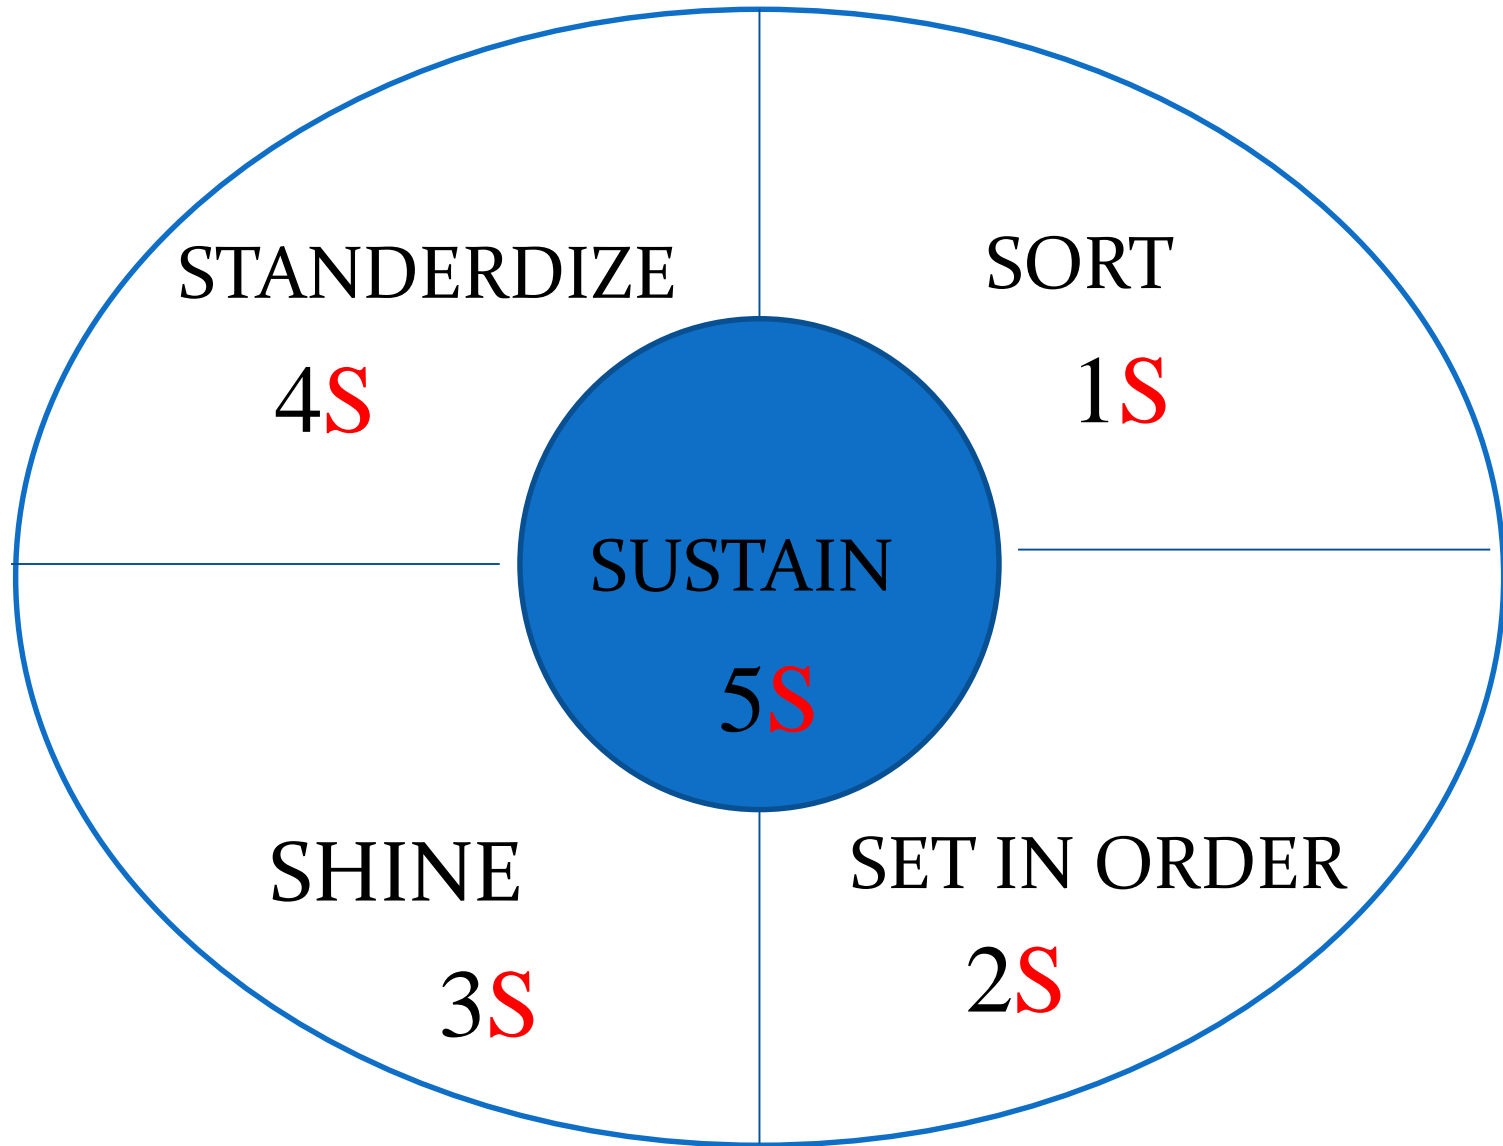 STANDERDIZE
4S
SORT
1S
SUSTAIN
5S
SHINE
3S
SET IN ORDER
2S